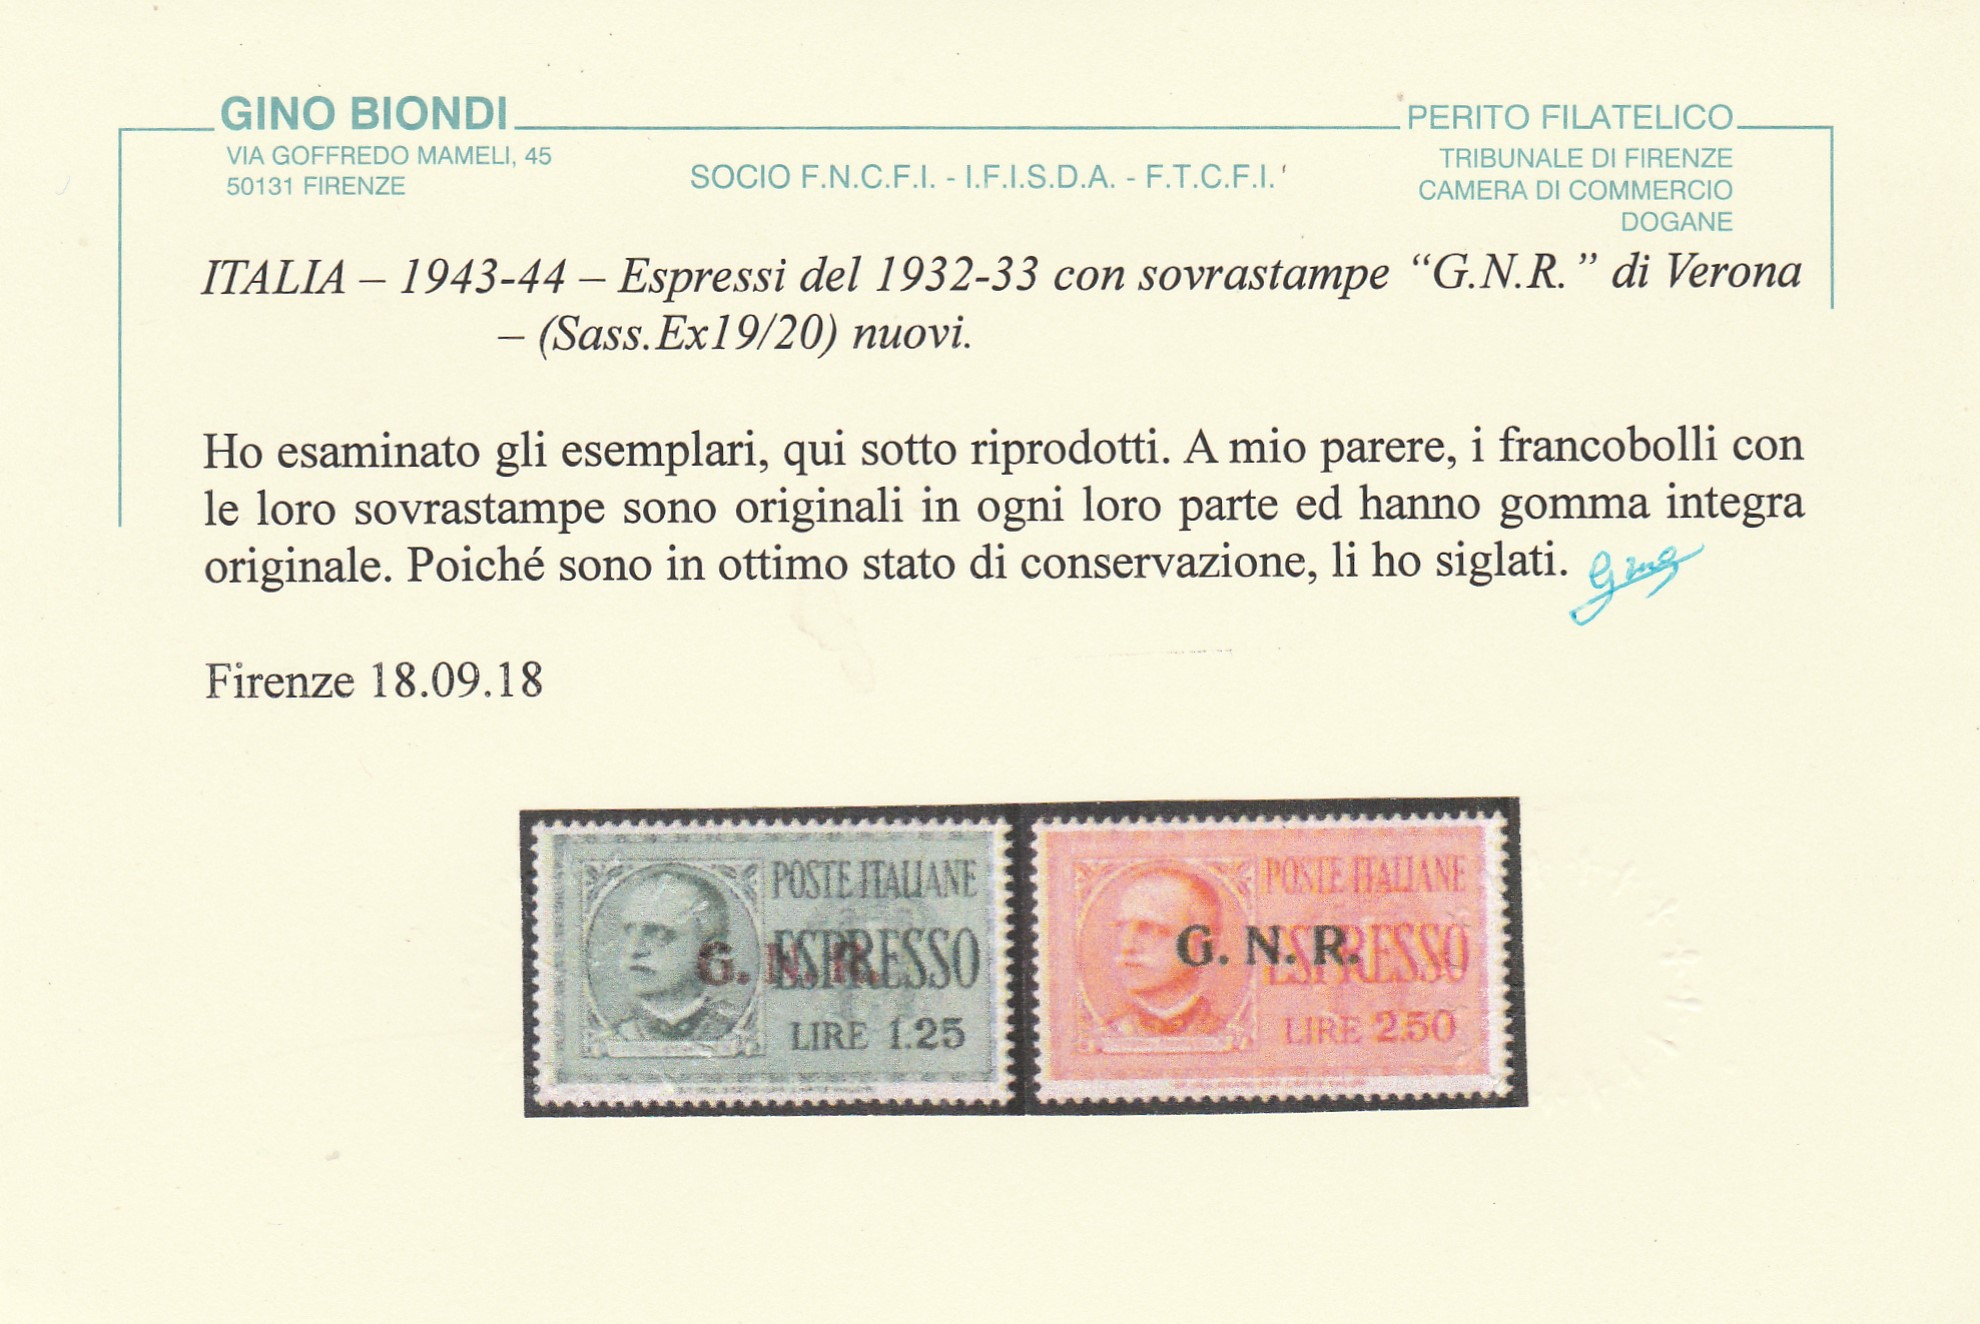 GINO BIONDI
VIA GOFFREDO MAMELI, 45
50131 FIRENZE
SOCIO F.N.C.F.I. - I.F.I.S.D.A. - F.T.C.F.I.
PERITO FILATELICO
TRIBUNALE DI FIRENZE
CAMERA DI COMMERCIO
DOGANE
ITALIA – 1943-44 – Espressi del 1932-33 con sovrastampe “G.N.R.” di Verona
– (Sass.Ex19/20) nuovi.
Ho esaminato gli esemplari, qui sotto riprodotti. A mio parere, i francobolli con
le loro sovrastampe sono originali in ogni loro parte ed hanno gomma integra
originale. Poiché sono in ottimo stato di conservazione, li ho siglati.
Firenze 18.09.18
POSTE ITALIANE
ESPRESSO
G. N. R.
LIRE 1.25
POSTE ITALIANE
ESPRESSO
G. N. R.
LIRE 2.50